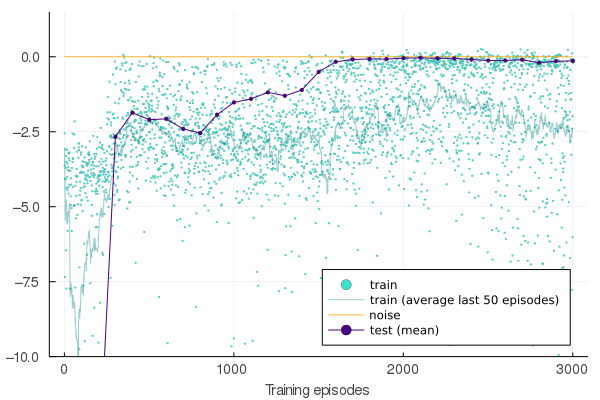 0.0
−2.5
−5.0
−7.5
−10.0
0
1000
2000
3000
Training episodes
train
train (average last 50 episodes)
noise
test (mean)